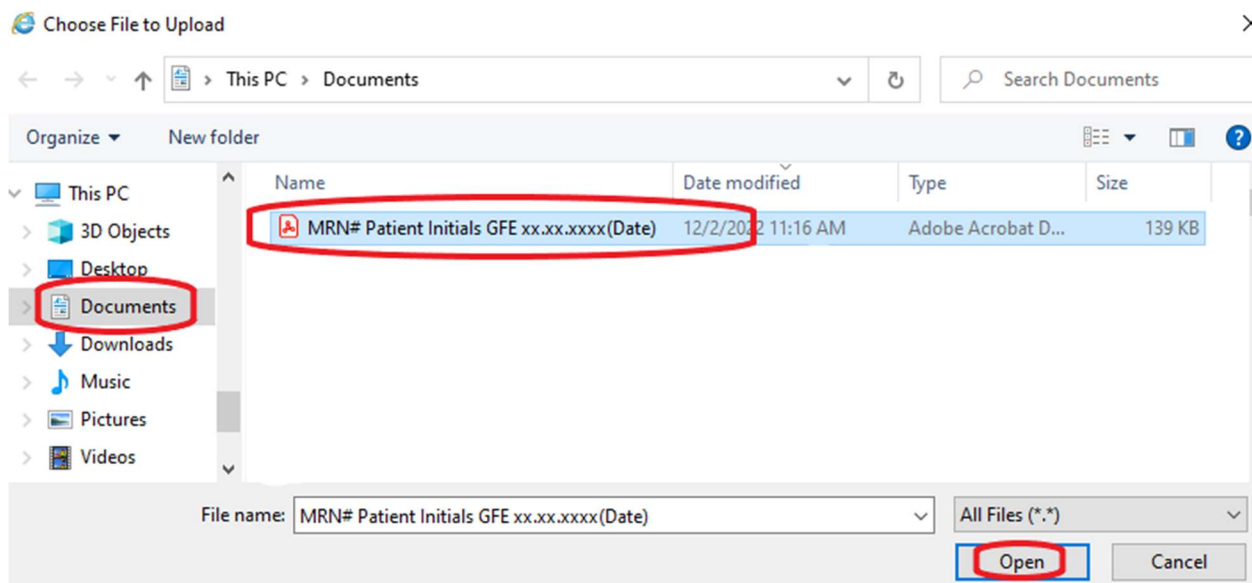 Choose File to Upload
This PC > Documents
Search Documents
Organize
New folder
Name Date modified Type Size
This PC
3D Objects
Desktop
Documents
Downloads
Music
Pictures
Videos
MRN# Patient Initials GFE xx.xx.xxxx(Date) 12/2/2022 11:16 AM Adobe Acrobat D... 139 KB
File name: MRN# Patient Initials GFE xx.xx.xxxx(Date) All Files (*.*)
Open Cancel